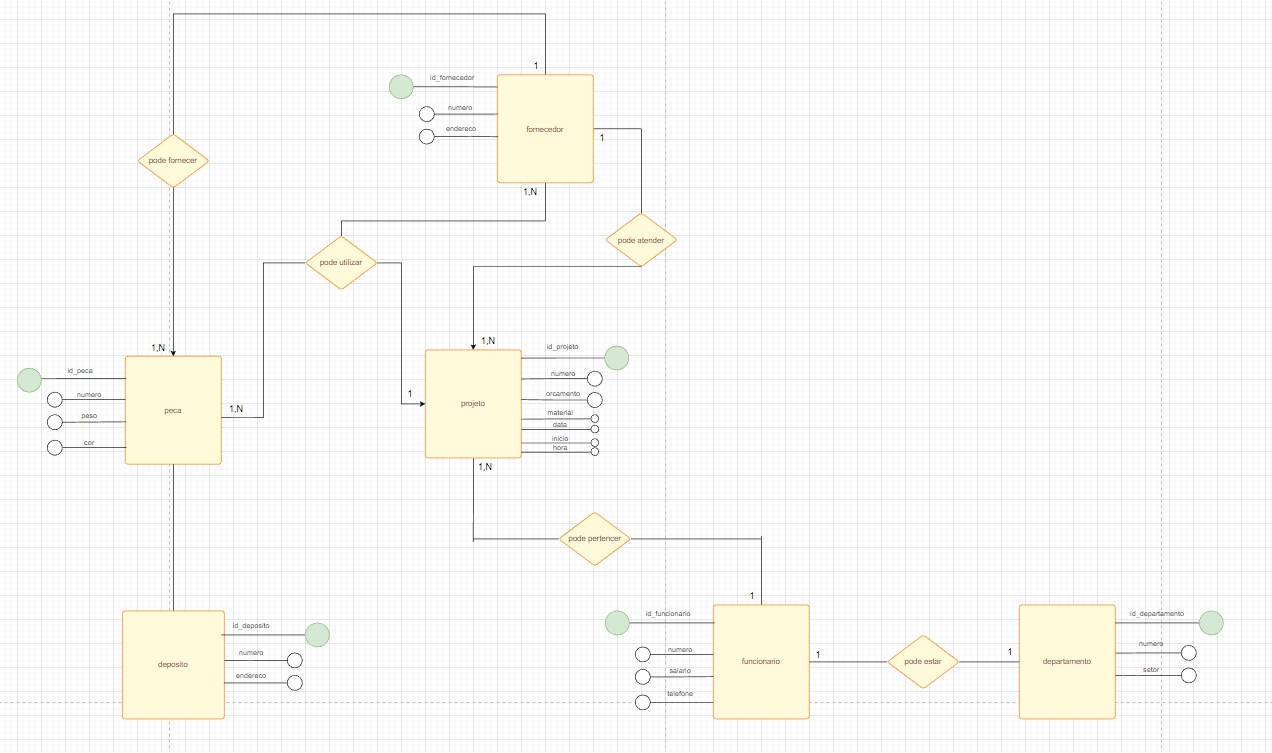 1
id_fornecedor
numero
endereco
fornecedor
1
pode fornecer
1,N
pode atender
pode utilizar
1,N
1,N
id_peca
numero
peso
cor
peca
1,N
1
id_projeto
numero
orcamento
material
data
inicio
hora
projeto
1,N
pode pertencer
1
id_deposito
numero
endereco
deposito
id_funcionario
numero
salario
telefone
funcionario
1
pode estar
1
id_departamento
numero
setor
departamento